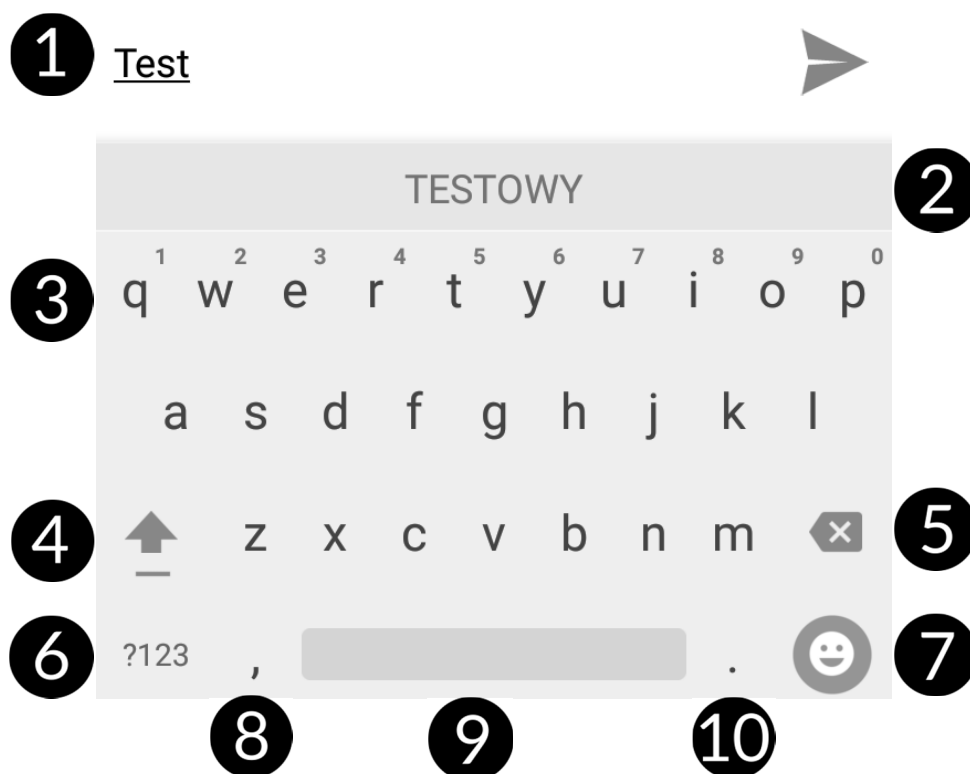 1 Test
TESTOWY 2
1 2 3 4 5 6 7 8 9 0
3 q w e r t y u i o p
a s d f g h j k l
4 z x c v b n m 5
6 ?123 , . 7
8 9 10